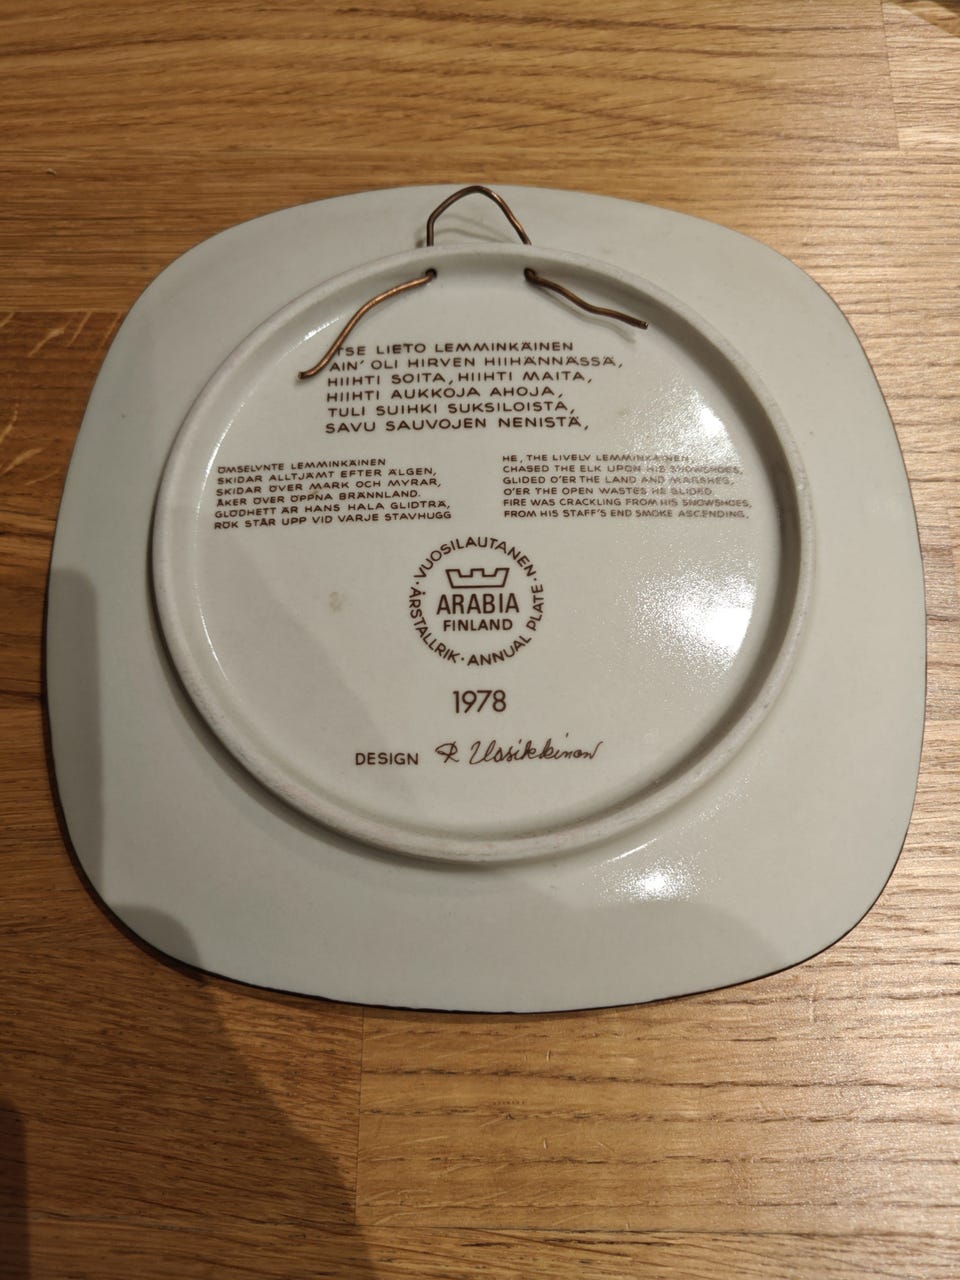 ITSE LIETO LEMMINKÄINEN
AIN' OLI HIRVEN HIIHÄNNÄSSÄ,
HIIHTI SOITA, HIIHTI MAITA,
HIIHTI AUKKOJA AHOJA,
TULI SUIHKI SUKSILOISTA,
SAVU SAUVOJEN NENISTÄ,
ÖMSELYNTE LEMMINKÄINEN
SKIDAR ALLTJÄMT EFTER ÄLGEN,
SKIDAR ÖVER MARK OCH MYRAR,
ÅKER ÖVER ÖPPNA BRÄNNLAND.
GLÖDHETT ÄR HANS HALA GLIDTRÄ,
RÖK STÅR UPP VID VARJE STAVHUGG
HE, THE LIVELY LEMMINKÄINEN,
CHASED THE ELK UPON HIS SNOWSHOES,
GLIDED O'ER THE LAND AND MARSHES,
O'ER THE OPEN WASTES HE GLIDED.
FIRE WAS CRACKLING FROM HIS SNOWSHOES,
FROM HIS STAFF'S END SMOKE ASCENDING,
· VUOSILAUTANEN ·
ARABIA
FINLAND
ÅRSTALLRIK · ANNUAL PLATE
1978
DESIGN R Uosikkinen